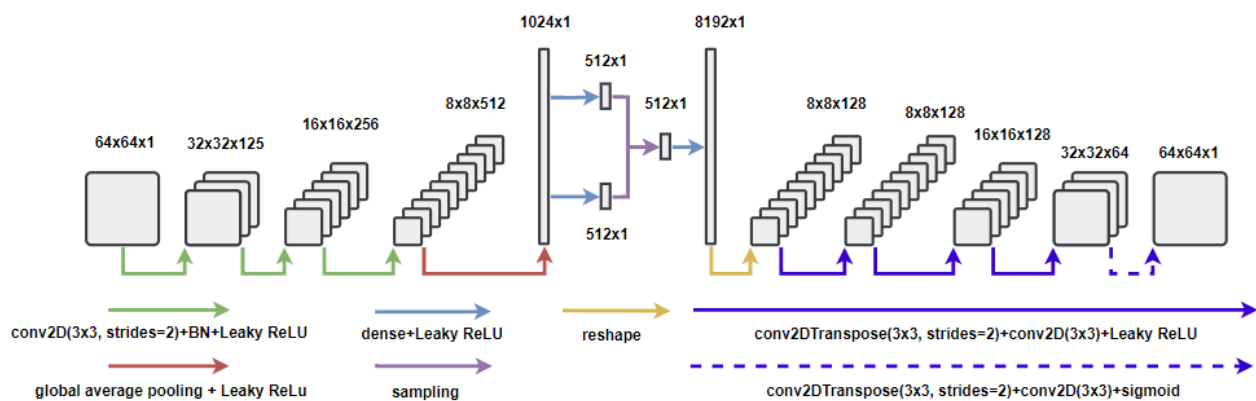 1024x1
8192x1
512x1
512x1
8x8x512
8x8x128
8x8x128
16x16x256
16x16x128
64x64x1
32x32x125
32x32x64
64x64x1
512x1
conv2D(3x3, strides=2)+BN+Leaky ReLU
dense+Leaky ReLU
reshape
conv2DTranspose(3x3, strides=2)+conv2D(3x3)+Leaky ReLU
global average pooling + Leaky ReLu
sampling
conv2DTranspose(3x3, strides=2)+conv2D(3x3)+sigmoid